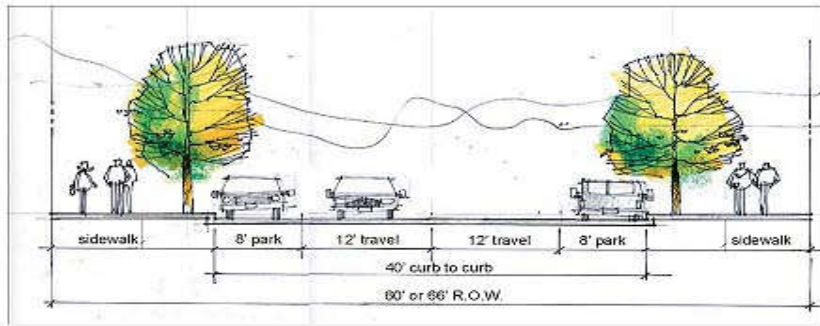 sidewalk 8' park 12' travel 12' travel 8' park sidewalk
40' curb to curb
60' or 66' R.O.W.